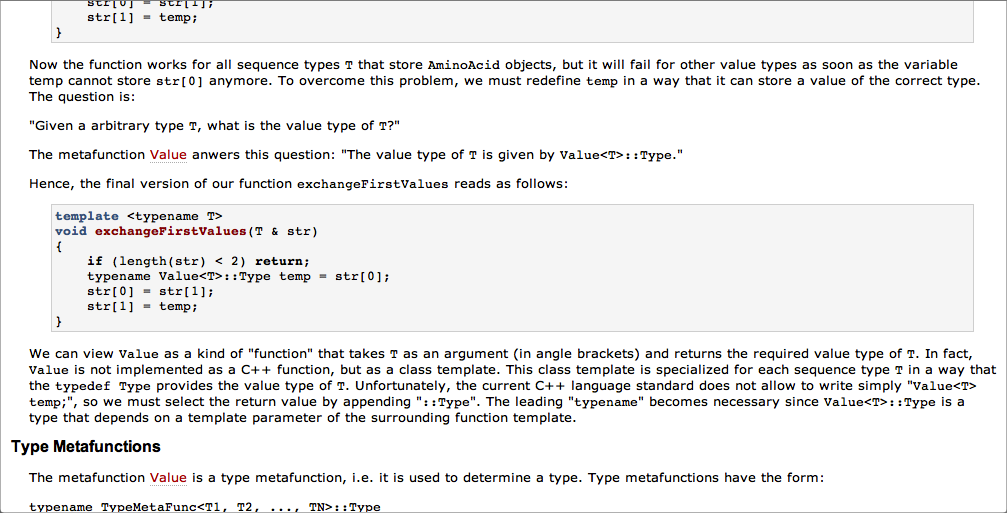 str[0] = str[1];
str[1] = temp;
}
Now the function works for all sequence types T that store AminoAcid objects, but it will fail for other value types as soon as the variable
temp cannot store str[0] anymore. To overcome this problem, we must redefine temp in a way that it can store a value of the correct type.
The question is:
"Given a arbitrary type T, what is the value type of T?"
The metafunction Value anwers this question: "The value type of T is given by Value<T>::Type."
Hence, the final version of our function exchangeFirstValues reads as follows:
template <typename T>
void exchangeFirstValues(T & str)
{
if (length(str) < 2) return;
typename Value<T>::Type temp = str[0];
str[0] = str[1];
str[1] = temp;
}
We can view Value as a kind of "function" that takes T as an argument (in angle brackets) and returns the required value type of T. In fact,
Value is not implemented as a C++ function, but as a class template. This class template is specialized for each sequence type T in a way that
the typedef Type provides the value type of T. Unfortunately, the current C++ language standard does not allow to write simply "Value<T>
temp;", so we must select the return value by appending "::Type". The leading "typename" becomes necessary since Value<T>::Type is a
type that depends on a template parameter of the surrounding function template.
Type Metafunctions
The metafunction Value is a type metafunction, i.e. it is used to determine a type. Type metafunctions have the form:
typename TypeMetaFunc<T1, T2, ..., TN>::Type